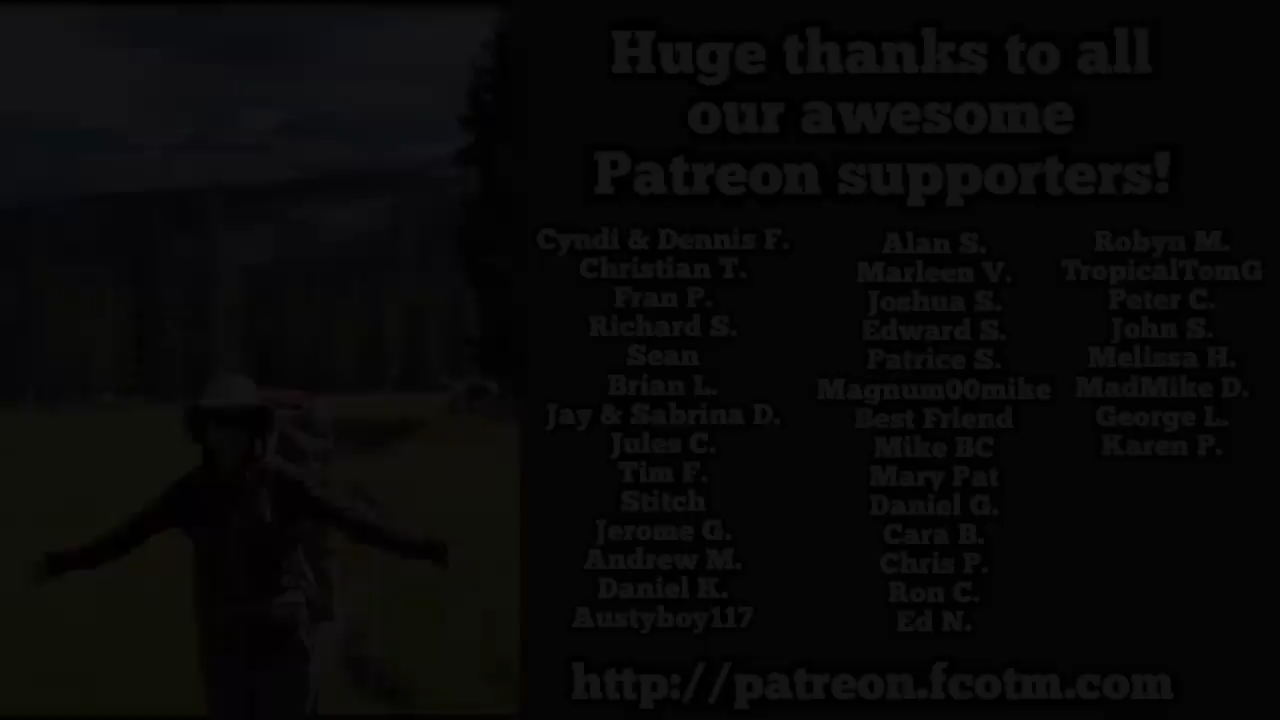 Huge thanks to all
our awesome
Patreon supporters!
Cyndi & Dennis F.
Christian T.
Fran P.
Richard S.
Sean
Brian L.
Jay & Sabrina D.
Jules C.
Tim F.
Stitch
Jerome G.
Andrew M.
Daniel K.
Austyboy117
Alan S.
Marleen V.
Joshua S.
Edward S.
Patrice S.
Magnum00mike
Best Friend
Mike BC
Mary Pat
Daniel G.
Cara B.
Chris P.
Ron C.
Ed N.
Robyn M.
TropicalTomG
Peter C.
John S.
Melissa H.
MadMike D.
George L.
Karen P.
http://patreon.fcotm.com